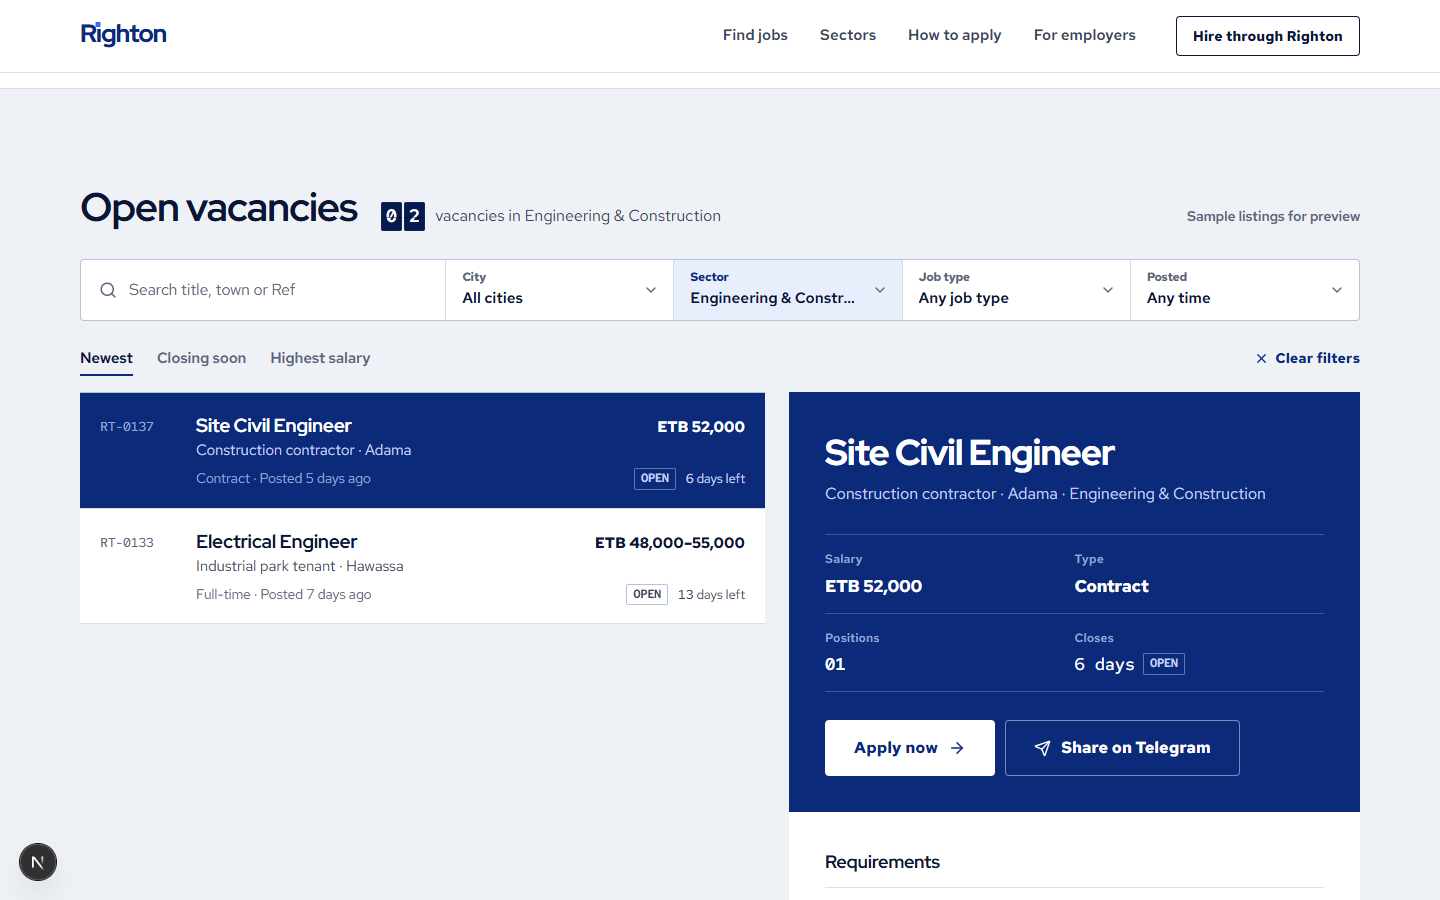 Righton
Find jobs
Sectors
How to apply
For employers
Hire through Righton
Open vacancies
02
vacancies in Engineering & Construction
Sample listings for preview
Search title, town or Ref
City
All cities
Sector
Engineering & Constr...
Job type
Any job type
Posted
Any time
Newest
Closing soon
Highest salary
Clear filters
RT-0137
Site Civil Engineer
ETB 52,000
Construction contractor · Adama
Contract · Posted 5 days ago
OPEN
6 days left
RT-0133
Electrical Engineer
ETB 48,000–55,000
Industrial park tenant · Hawassa
Full-time · Posted 7 days ago
OPEN
13 days left
Site Civil Engineer
Construction contractor · Adama · Engineering & Construction
Salary
ETB 52,000
Type
Contract
Positions
01
Closes
6 days
OPEN
Apply now
Share on Telegram
Requirements
N